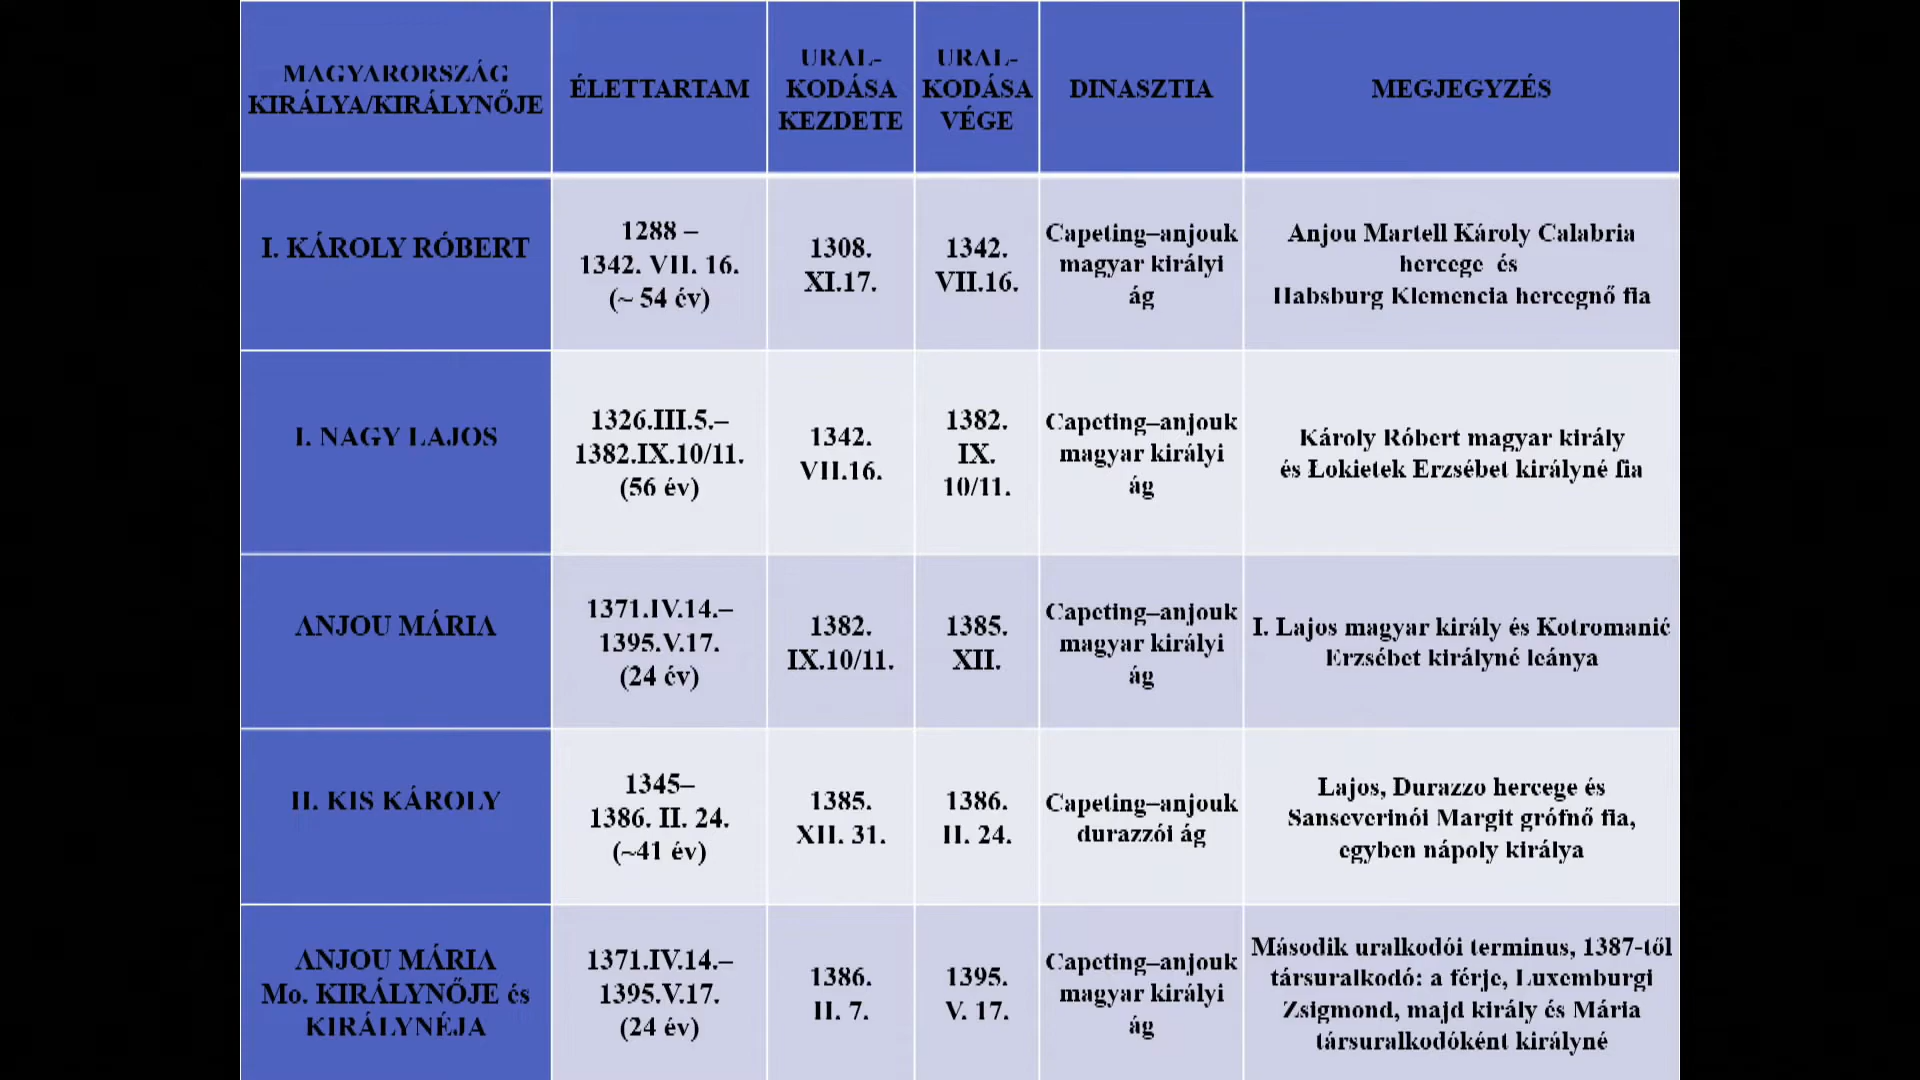 MAGYARORSZÁG
KIRÁLYA/KIRÁLYNŐJE
ÉLETTARTAM
URAL-
KODÁSA
KEZDETE
URAL-
KODÁSA
VÉGE
DINASZTIA
MEGJEGYZÉS
I. KÁROLY RÓBERT
1288 –
1342. VII. 16.
(~ 54 év)
1308.
XI.17.
1342.
VII.16.
Capeting–anjouk
magyar királyi
ág
Anjou Martell Károly Calabria
hercege és
Habsburg Klemencia hercegnő fia
I. NAGY LAJOS
1326.III.5.–
1382.IX.10/11.
(56 év)
1342.
VII.16.
1382.
IX.
10/11.
Capeting–anjouk
magyar királyi
ág
Károly Róbert magyar király
és Łokietek Erzsébet királyné fia
ANJOU MÁRIA
1371.IV.14.–
1395.V.17.
(24 év)
1382.
IX.10/11.
1385.
XII.
Capeting–anjouk
magyar királyi
ág
I. Lajos magyar király és Kotromanić
Erzsébet királyné leánya
II. KIS KÁROLY
1345–
1386. II. 24.
(~41 év)
1385.
XII. 31.
1386.
II. 24.
Capeting–anjouk
durazzói ág
Lajos, Durazzo hercege és
Sanseverinói Margit grófnő fia,
egyben nápoly királya
ANJOU MÁRIA
Mo. KIRÁLYNŐJE és
KIRÁLYNÉJA
1371.IV.14.–
1395.V.17.
(24 év)
1386.
II. 7.
1395.
V. 17.
Capeting–anjouk
magyar királyi
ág
Második uralkodói terminus, 1387-től
társuralkodó: a férje, Luxemburgi
Zsigmond, majd király és Mária
társuralkodóként királyné